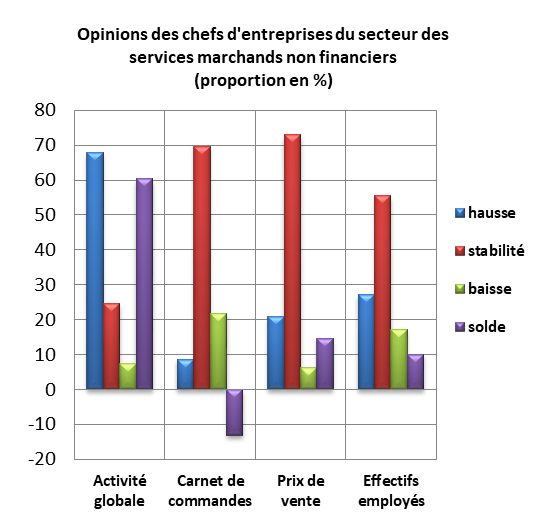 Opinions des chefs d'entreprises du secteur des
services marchands non financiers
(proportion en %)
80
70
60
50
40
30
20
10
0
-10
-20
hausse
stabilité
baisse
solde
Activité
globale
Carnet de
commandes
Prix de
vente
Effectifs
employés